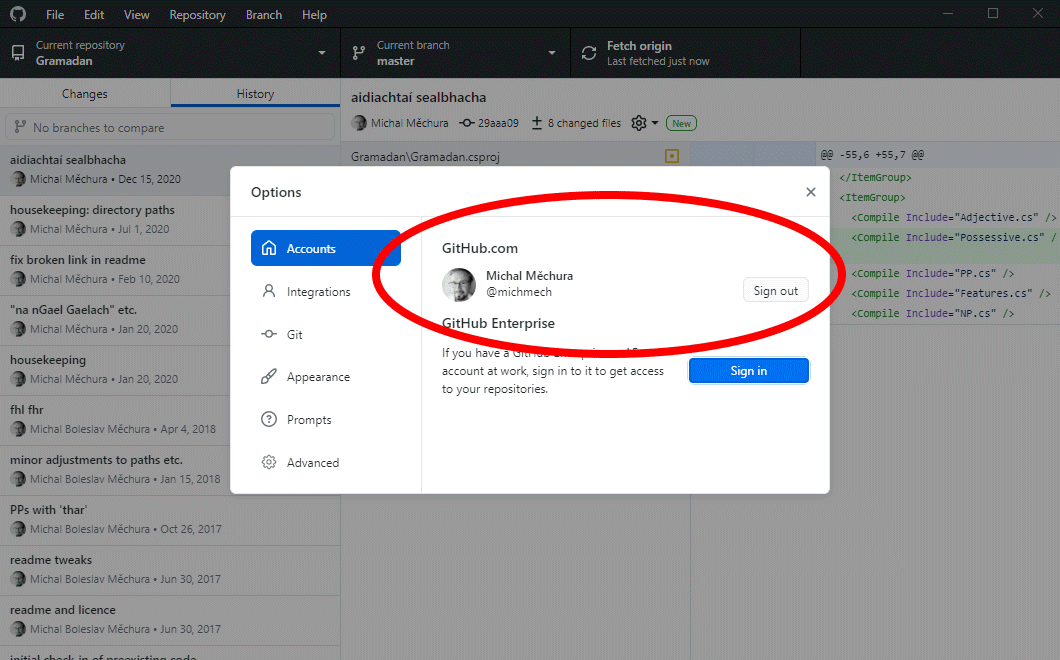 File Edit View Repository Branch Help
Current repository
Gramadan
Current branch
master
Fetch origin
Last fetched just now
Changes History
No branches to compare
aidiachtaí sealbhacha
Michal Měchura • Dec 15, 2020
housekeeping: directory paths
Michal Měchura • Jul 1, 2020
fix broken link in readme
Michal Měchura • Feb 10, 2020
"na nGael Gaelach" etc.
Michal Měchura • Jan 20, 2020
housekeeping
Michal Měchura • Jan 20, 2020
fhl fhr
Michal Boleslav Měchura • Apr 4, 2018
minor adjustments to paths etc.
Michal Boleslav Měchura • Jan 15, 2018
PPs with 'thar'
Michal Boleslav Měchura • Oct 26, 2017
readme tweaks
Michal Boleslav Měchura • Jun 30, 2017
readme and licence
Michal Boleslav Měchura • Jun 30, 2017
initial check-in of preexisting code
aidiachtaí sealbhacha
Michal Měchura 29aaa09 8 changed files New
Gramadan\Gramadan.csproj
@@ -55,6 +55,7 @@
</ItemGroup>
<ItemGroup>
<Compile Include="Adjective.cs" />
<Compile Include="Possessive.cs" /
<Compile Include="PP.cs" />
<Compile Include="Features.cs" />
<Compile Include="NP.cs" />
Options
Accounts
Integrations
Git
Appearance
Prompts
Advanced
GitHub.com
Michal Měchura
@michmech
Sign out
GitHub Enterprise
If you have a GitHub
account at work, sign in to it to get access
to your repositories.
Sign in